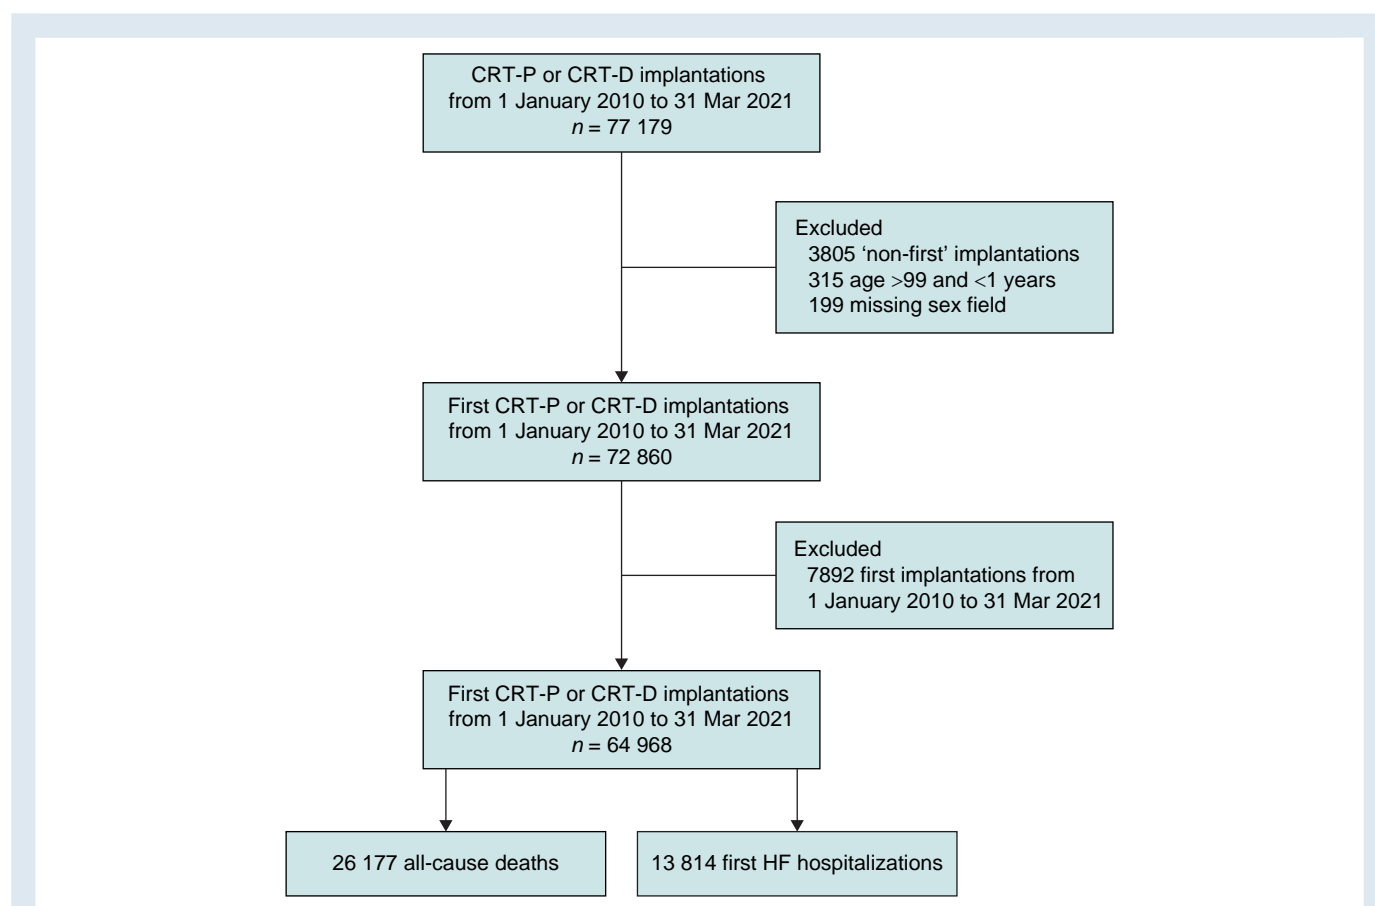 CRT-P or CRT-D implantations
from 1 January 2010 to 31 Mar 2021
n = 77 179
Excluded
3805 ‘non-first’ implantations
315 age >99 and <1 years
199 missing sex field
First CRT-P or CRT-D implantations
from 1 January 2010 to 31 Mar 2021
n = 72 860
Excluded
7892 first implantations from
1 January 2010 to 31 Mar 2021
First CRT-P or CRT-D implantations
from 1 January 2010 to 31 Mar 2021
n = 64 968
26 177 all-cause deaths
13 814 first HF hospitalizations